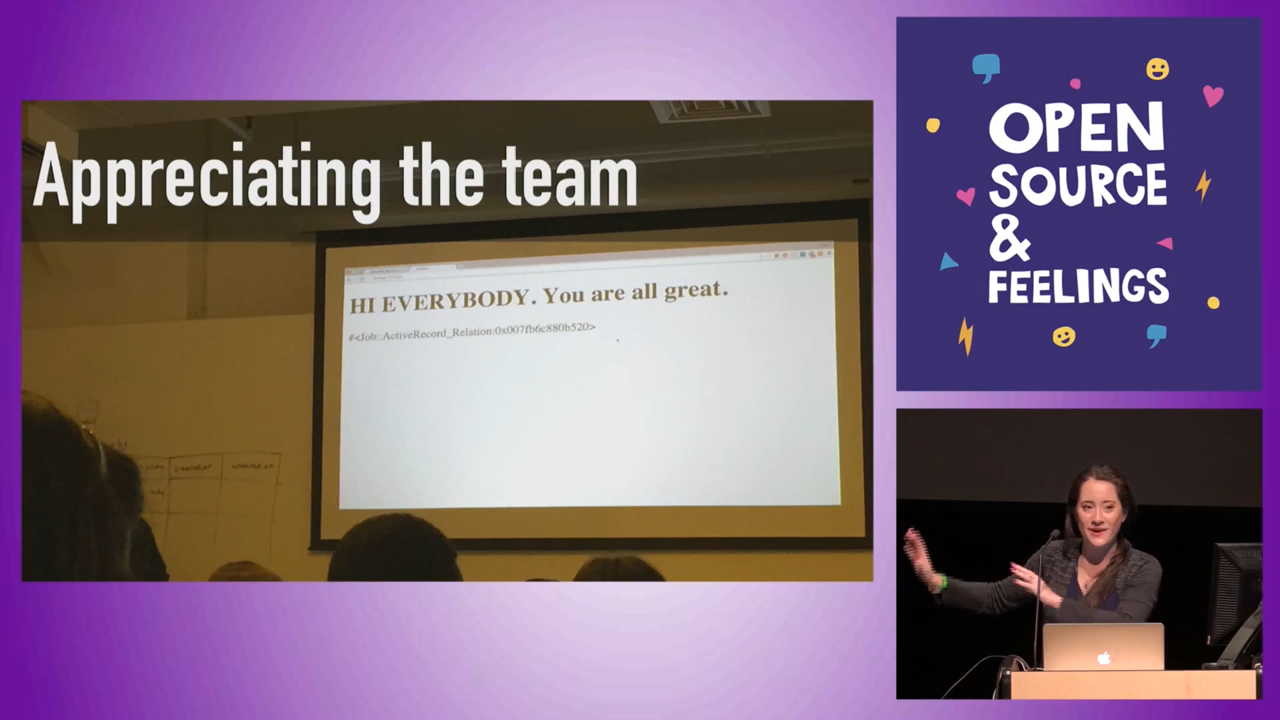 Appreciating the team
HI EVERYBODY. You are all great.
#<Job::ActiveRecord_Relation:0x007fb6c880b520>
OPEN
SOURCE
&
FEELINGS